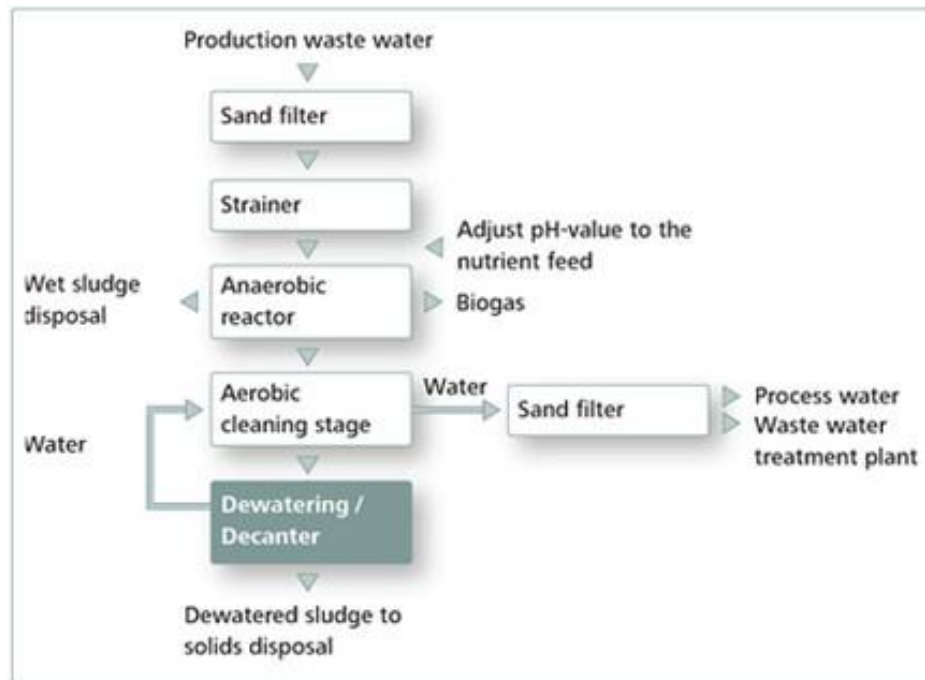 Production waste water
Sand filter
Strainer
Adjust pH-value to the
nutrient feed
Wet sludge
disposal
Anaerobic
reactor
Biogas
Aerobic
cleaning stage
Water
Sand filter
Process water
Waste water
treatment plant
Water
Dewatering /
Decanter
Dewatered sludge to
solids disposal